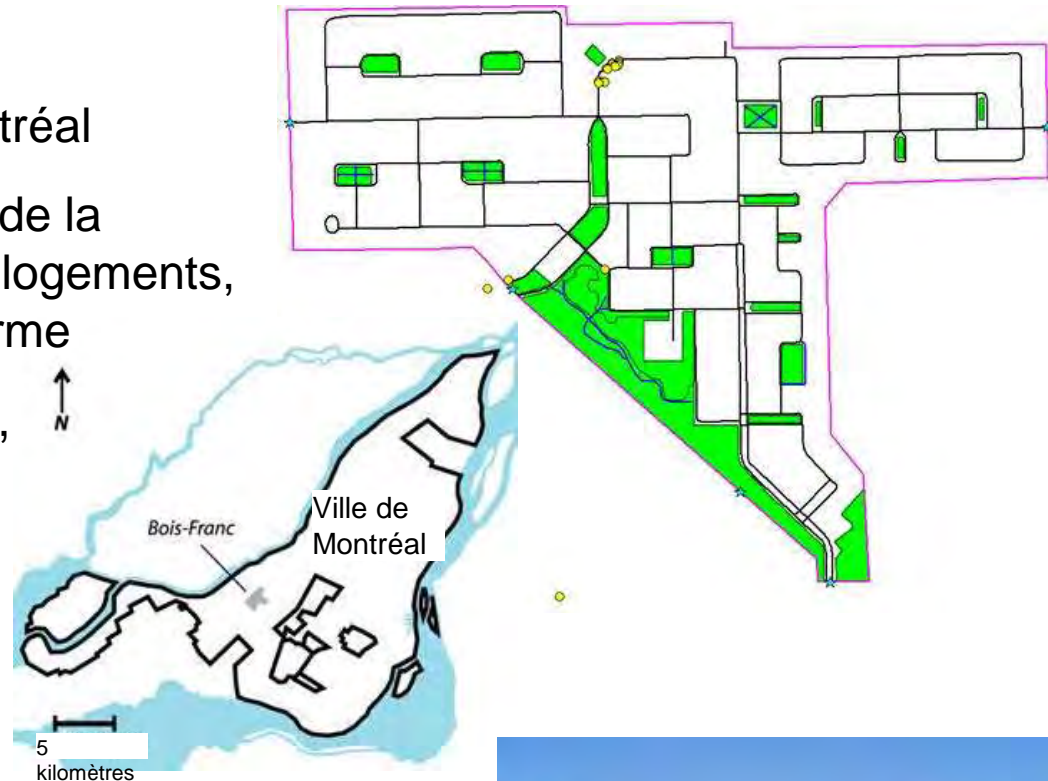 tréal
de la
logements,
rme
,
N
Bois-Franc
Ville de
Montréal
5
kilomètres